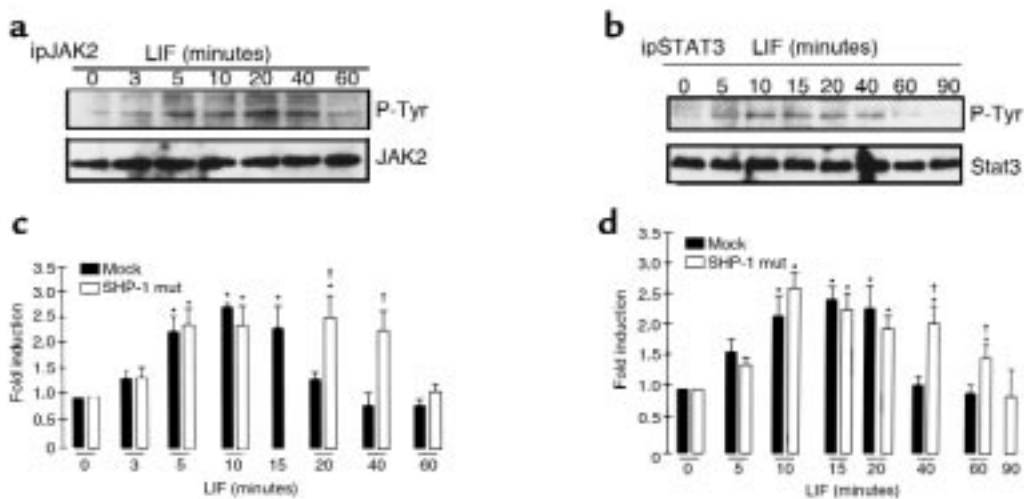 a
ipJAK2 LIF (minutes)
0 3 5 10 20 40 60
P-Tyr
JAK2
b
ipSTAT3 LIF (minutes)
0 5 10 15 20 40 60 90
P-Tyr
Stat3
c
Mock
SHP-1 mut
Fold induction
3.5
3.0
2.5
2.0
1.5
1.0
0.5
0
* * * * * † * †
0 3 5 10 15 20 40 60
LIF (minutes)
d
Mock
SHP-1 mut
Fold induction
3.5
3.0
2.5
2.0
1.5
1.0
0.5
0
0 5 10 15 20 40 60 90
LIF (minutes)